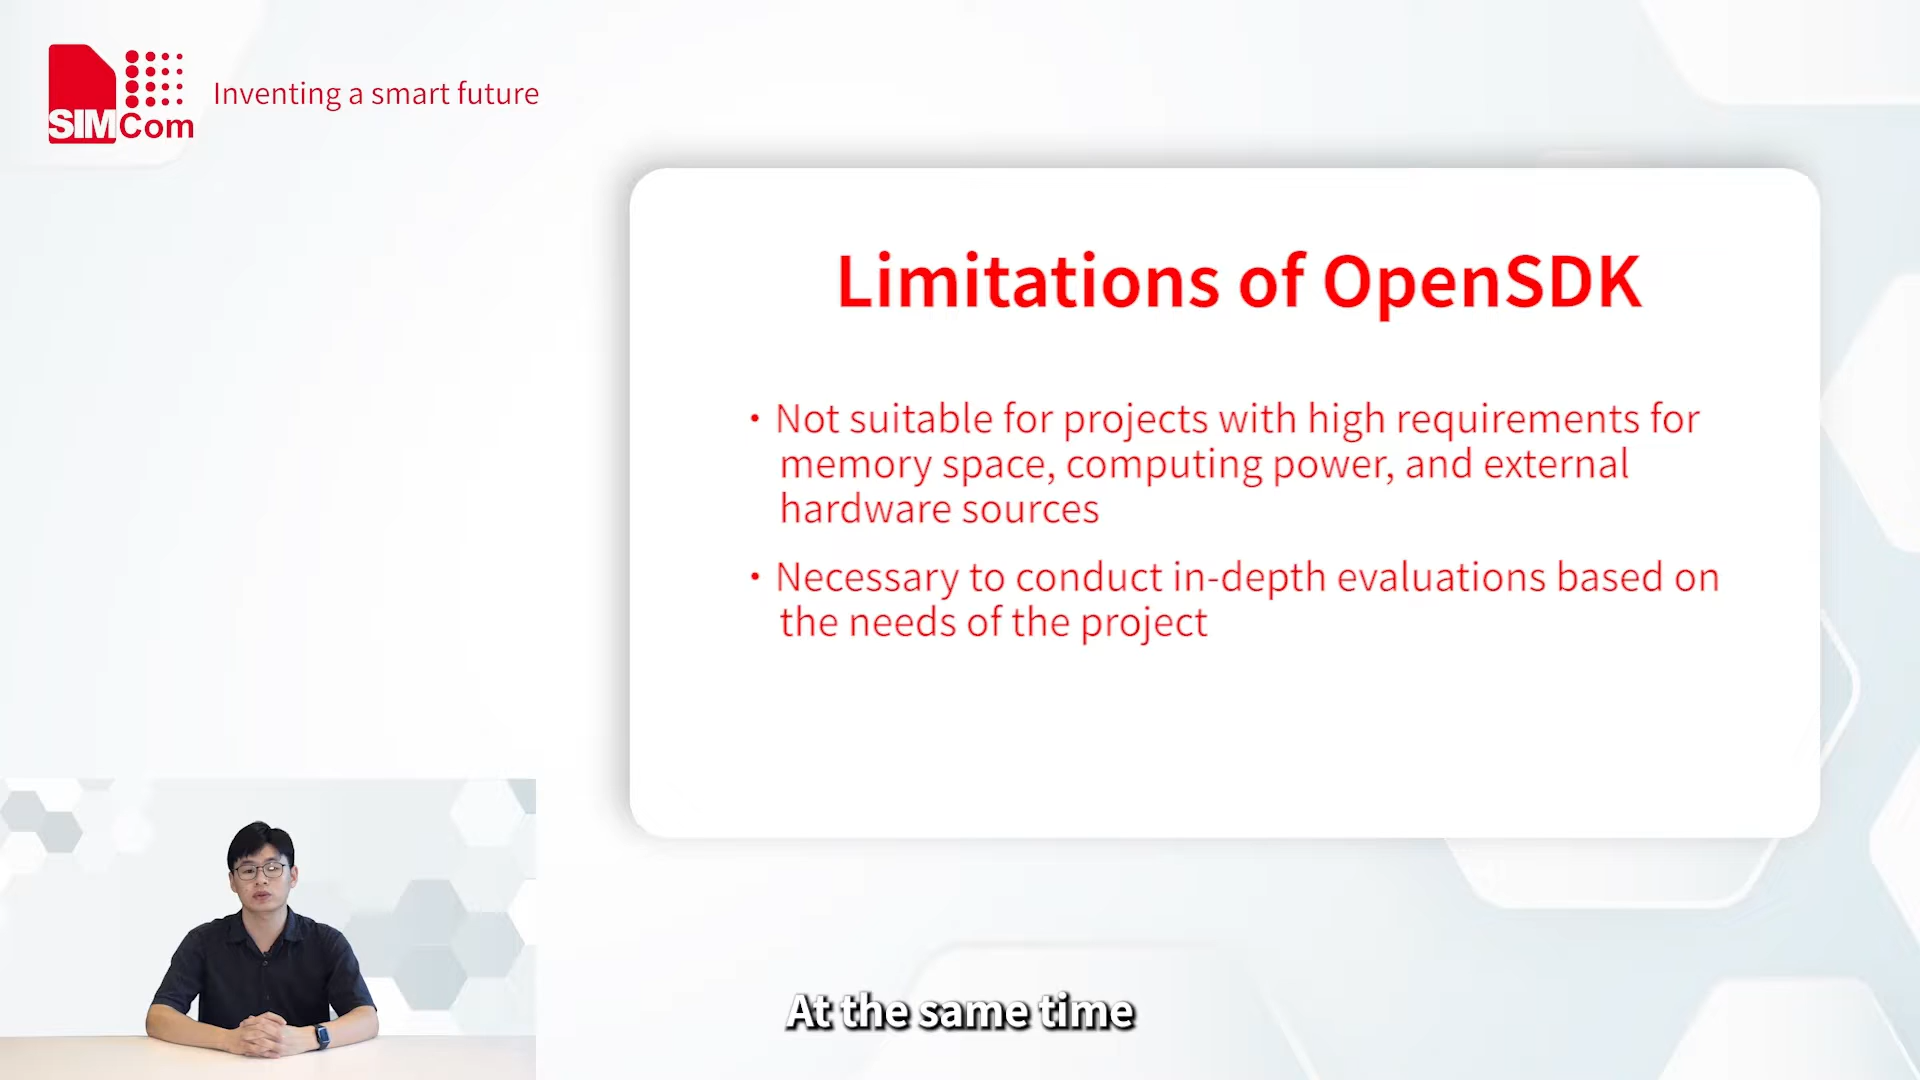 SIMCom
Inventing a smart future
Limitations of OpenSDK
• Not suitable for projects with high requirements for
memory space, computing power, and external
hardware sources
• Necessary to conduct in-depth evaluations based on
the needs of the project
At the same time